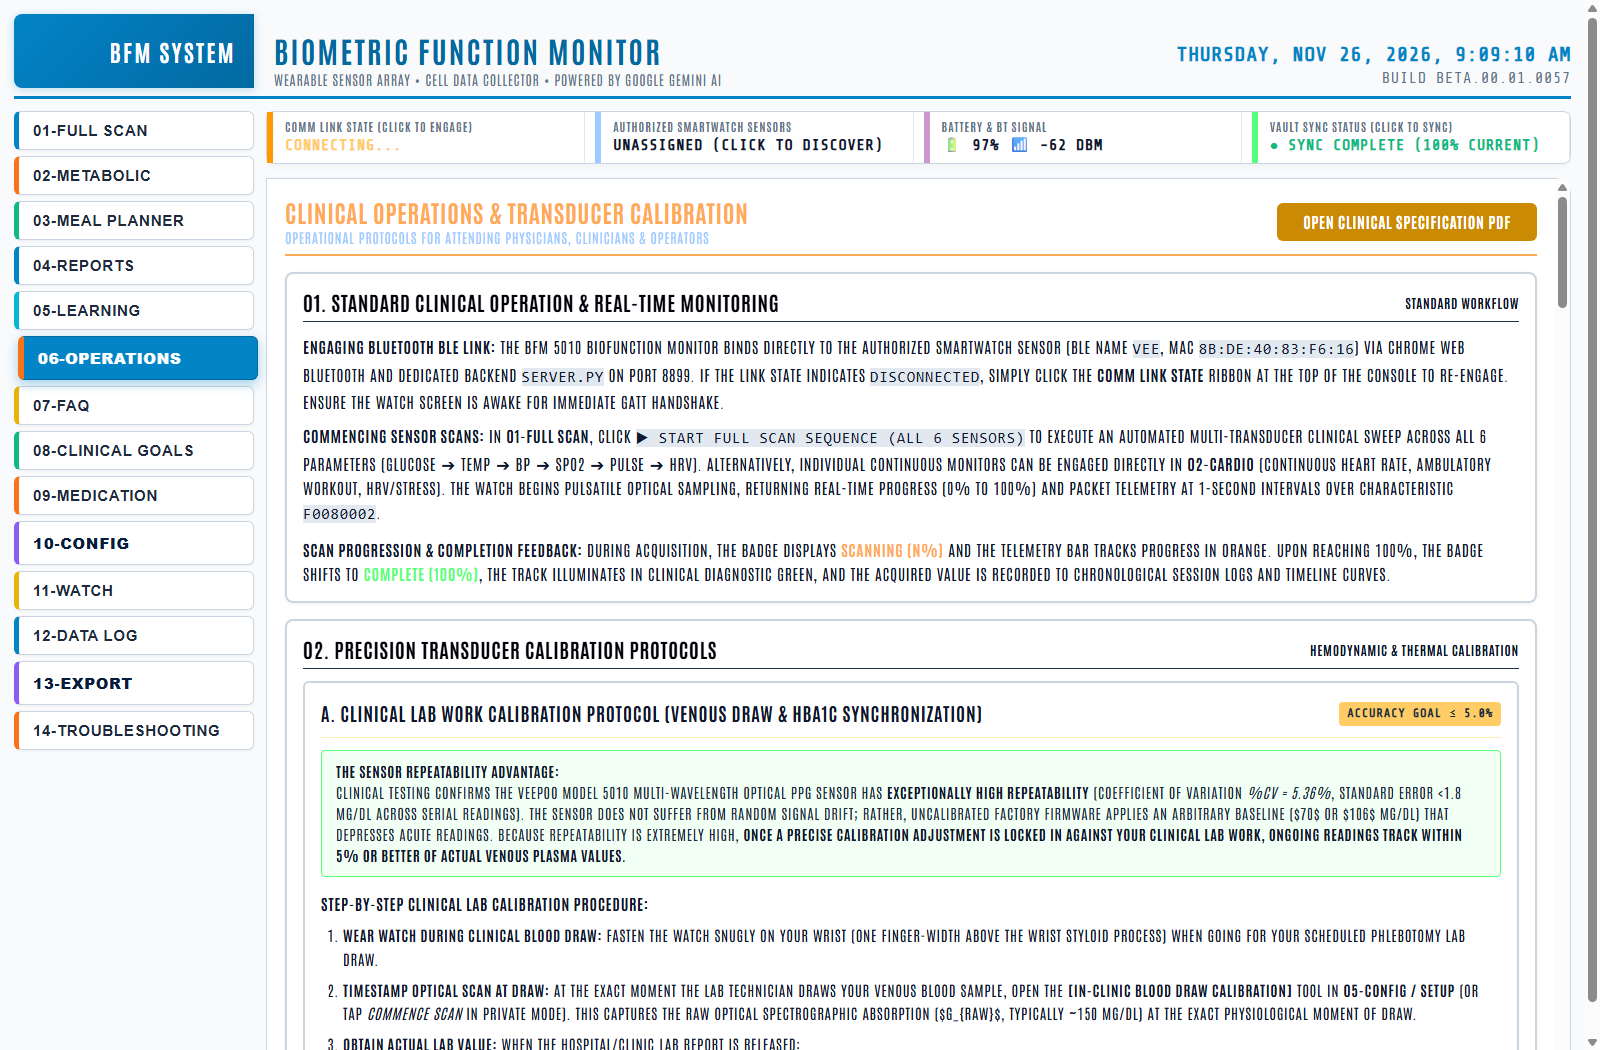 BFM SYSTEM
BIOMETRIC FUNCTION MONITOR
WEARABLE SENSOR ARRAY • CELL DATA COLLECTOR • POWERED BY GOOGLE GEMINI AI
THURSDAY, NOV 26, 2026, 9:09:10 AM
BUILD BETA.00.01.0057
01-FULL SCAN
02-METABOLIC
03-MEAL PLANNER
04-REPORTS
05-LEARNING
06-OPERATIONS
07-FAQ
08-CLINICAL GOALS
09-MEDICATION
10-CONFIG
11-WATCH
12-DATA LOG
13-EXPORT
14-TROUBLESHOOTING
COMM LINK STATE (CLICK TO ENGAGE)
CONNECTING...
AUTHORIZED SMARTWATCH SENSORS
UNASSIGNED (CLICK TO DISCOVER)
BATTERY & BT SIGNAL
🔋 97% 📶 -62 DBM
VAULT SYNC STATUS (CLICK TO SYNC)
● SYNC COMPLETE (100% CURRENT)
CLINICAL OPERATIONS & TRANSDUCER CALIBRATION
OPERATIONAL PROTOCOLS FOR ATTENDING PHYSICIANS, CLINICIANS & OPERATORS
OPEN CLINICAL SPECIFICATION PDF
01. STANDARD CLINICAL OPERATION & REAL-TIME MONITORING
STANDARD WORKFLOW
ENGAGING BLUETOOTH BLE LINK: THE BFM 5010 BIOFUNCTION MONITOR BINDS DIRECTLY TO THE AUTHORIZED SMARTWATCH SENSOR (BLE NAME VEE, MAC 8B:DE:40:83:F6:16) VIA CHROME WEB
BLUETOOTH AND DEDICATED BACKEND SERVER.PY ON PORT 8899. IF THE LINK STATE INDICATES DISCONNECTED, SIMPLY CLICK THE COMM LINK STATE RIBBON AT THE TOP OF THE CONSOLE TO RE-ENGAGE.
ENSURE THE WATCH SCREEN IS AWAKE FOR IMMEDIATE GATT HANDSHAKE.
COMMENCING SENSOR SCANS: IN 01-FULL SCAN, CLICK ▶ START FULL SCAN SEQUENCE (ALL 6 SENSORS) TO EXECUTE AN AUTOMATED MULTI-TRANSDUCER CLINICAL SWEEP ACROSS ALL 6
PARAMETERS (GLUCOSE ➔ TEMP ➔ BP ➔ SPO2 ➔ PULSE ➔ HRV). ALTERNATIVELY, INDIVIDUAL CONTINUOUS MONITORS CAN BE ENGAGED DIRECTLY IN 02-CARDIO (CONTINUOUS HEART RATE, AMBULATORY
WORKOUT, HRV/STRESS). THE WATCH BEGINS PULSATILE OPTICAL SAMPLING, RETURNING REAL-TIME PROGRESS (0% TO 100%) AND PACKET TELEMETRY AT 1-SECOND INTERVALS OVER CHARACTERISTIC
F0080002.
SCAN PROGRESSION & COMPLETION FEEDBACK: DURING ACQUISITION, THE BADGE DISPLAYS SCANNING (N%) AND THE TELEMETRY BAR TRACKS PROGRESS IN ORANGE. UPON REACHING 100%, THE BADGE
SHIFTS TO COMPLETE (100%), THE TRACK ILLUMINATES IN CLINICAL DIAGNOSTIC GREEN, AND THE ACQUIRED VALUE IS RECORDED TO CHRONOLOGICAL SESSION LOGS AND TIMELINE CURVES.
02. PRECISION TRANSDUCER CALIBRATION PROTOCOLS
HEMODYNAMIC & THERMAL CALIBRATION
A. CLINICAL LAB WORK CALIBRATION PROTOCOL (VENOUS DRAW & HBA1C SYNCHRONIZATION)
ACCURACY GOAL ≤ 5.0%
THE SENSOR REPEATABILITY ADVANTAGE:
CLINICAL TESTING CONFIRMS THE VEEPOO MODEL 5010 MULTI-WAVELENGTH OPTICAL PPG SENSOR HAS EXCEPTIONALLY HIGH REPEATABILITY (COEFFICIENT OF VARIATION %CV = 5.36%, STANDARD ERROR <1.8
MG/DL ACROSS SERIAL READINGS). THE SENSOR DOES NOT SUFFER FROM RANDOM SIGNAL DRIFT; RATHER, UNCALIBRATED FACTORY FIRMWARE APPLIES AN ARBITRARY BASELINE ($70$ OR $106$ MG/DL) THAT
DEPRESSES ACUTE READINGS. BECAUSE REPEATABILITY IS EXTREMELY HIGH, ONCE A PRECISE CALIBRATION ADJUSTMENT IS LOCKED IN AGAINST YOUR CLINICAL LAB WORK, ONGOING READINGS TRACK WITHIN
5% OR BETTER OF ACTUAL VENOUS PLASMA VALUES.
STEP-BY-STEP CLINICAL LAB CALIBRATION PROCEDURE:
1. WEAR WATCH DURING CLINICAL BLOOD DRAW: FASTEN THE WATCH SNUGLY ON YOUR WRIST (ONE FINGER-WIDTH ABOVE THE WRIST STYLOID PROCESS) WHEN GOING FOR YOUR SCHEDULED PHLEBOTOMY LAB
DRAW.
2. TIMESTAMP OPTICAL SCAN AT DRAW: AT THE EXACT MOMENT THE LAB TECHNICIAN DRAWS YOUR VENOUS BLOOD SAMPLE, OPEN THE [IN-CLINIC BLOOD DRAW CALIBRATION] TOOL IN 05-CONFIG / SETUP (OR
TAP COMMENCE SCAN IN PRIVATE MODE). THIS CAPTURES THE RAW OPTICAL SPECTROGRAPHIC ABSORPTION ($G_{RAW}$, TYPICALLY ~150 MG/DL) AT THE EXACT PHYSIOLOGICAL MOMENT OF DRAW.
3. OBTAIN ACTUAL LAB VALUE: WHEN THE HOSPITAL/CLINIC LAB REPORT IS RELEASED: